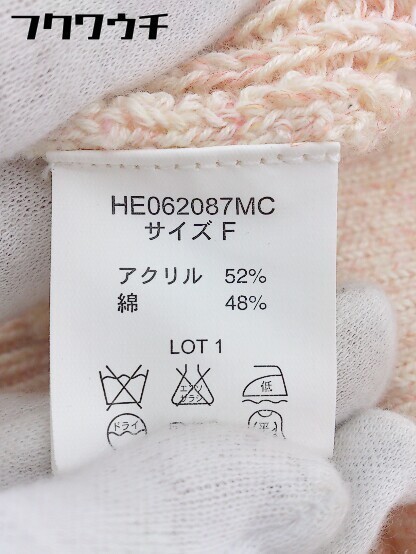 フクワウチ
HE062087MC
サイズ F
アクリル 52%
綿 48%
LOT 1
エンソ サラシ 低
ドライ 平